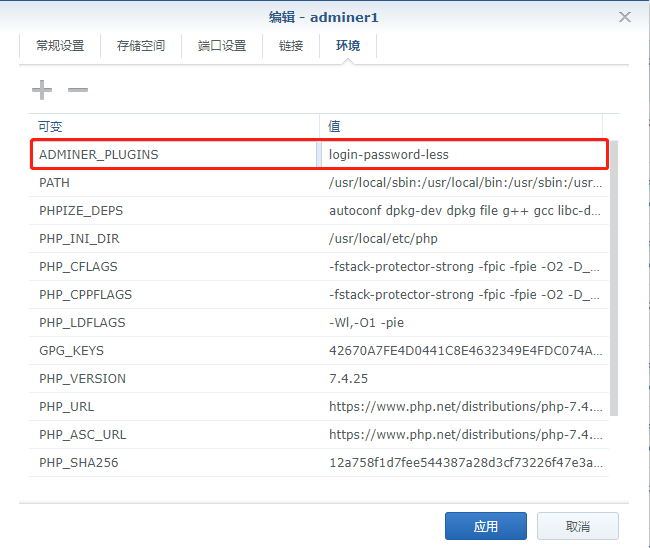 编辑 - adminer1
常规设置 存储空间 端口设置 链接 环境
可变 值
ADMINER_PLUGINS login-password-less
PATH /usr/local/sbin:/usr/local/bin:/usr/sbin:/usr...
PHPIZE_DEPS autoconf dpkg-dev dpkg file g++ gcc libc-d...
PHP_INI_DIR /usr/local/etc/php
PHP_CFLAGS -fstack-protector-strong -fpic -fpie -O2 -D_...
PHP_CPPFLAGS -fstack-protector-strong -fpic -fpie -O2 -D_...
PHP_LDFLAGS -Wl,-O1 -pie
GPG_KEYS 42670A7FE4D0441C8E4632349E4FDC074A...
PHP_VERSION 7.4.25
PHP_URL https://www.php.net/distributions/php-7.4....
PHP_ASC_URL https://www.php.net/distributions/php-7.4....
PHP_SHA256 12a758f1d7fee544387a28d3cf73226f47e3a...
应用 取消